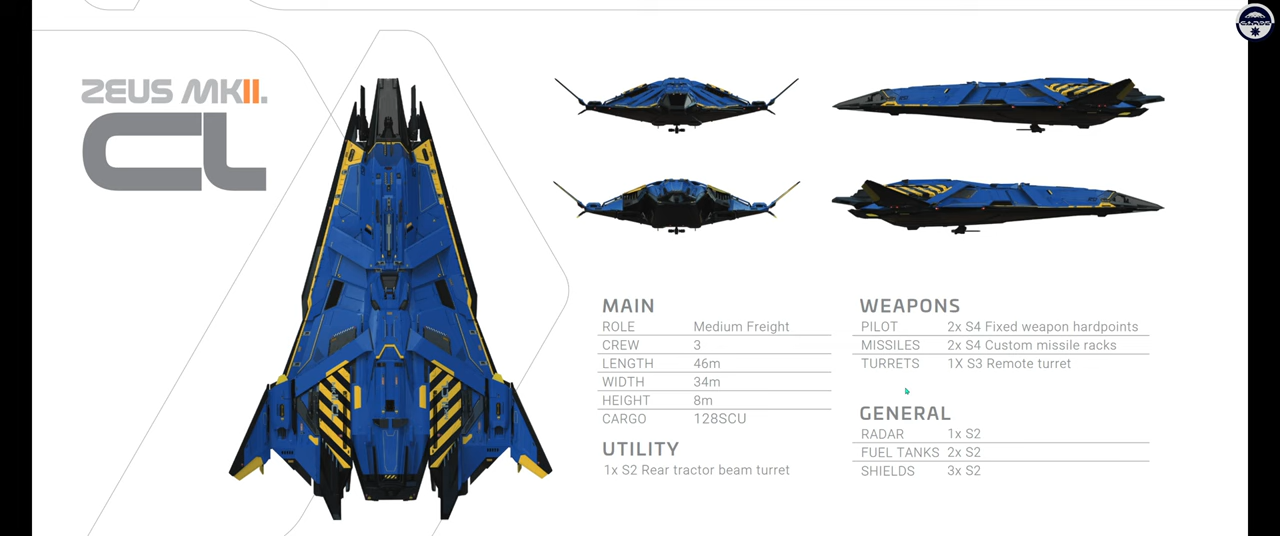 ZEUS MKII.
CL
MAIN
ROLE Medium Freight
CREW 3
LENGTH 46m
WIDTH 34m
HEIGHT 8m
CARGO 128SCU
UTILITY
1x S2 Rear tractor beam turret
WEAPONS
PILOT 2x S4 Fixed weapon hardpoints
MISSILES 2x S4 Custom missile racks
TURRETS 1X S3 Remote turret
GENERAL
RADAR 1x S2
FUEL TANKS 2x S2
SHIELDS 3x S2